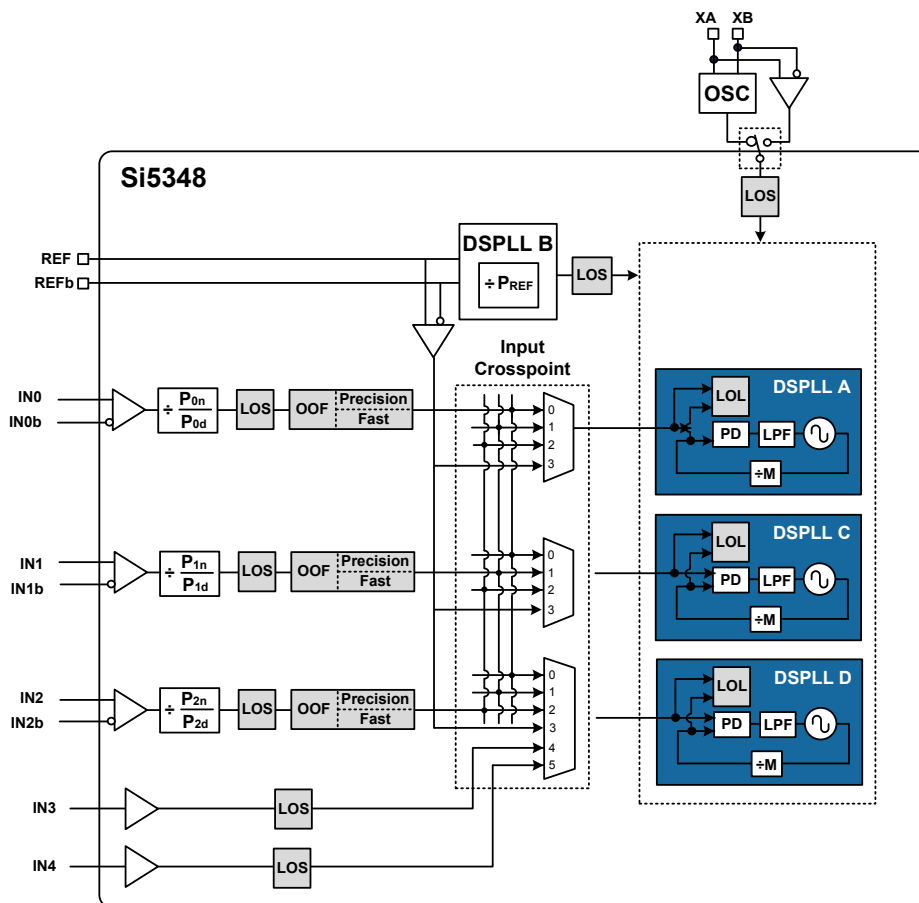 XA XB
OSC
Si5348
LOS
REF
REFb
DSPLL B
÷ PREF
LOS
Input
Crosspoint
IN0
IN0b
÷ P0n
P0d
LOS
OOF
Precision
Fast
0
1
2
3
DSPLL A
LOL
PD
LPF
÷M
IN1
IN1b
÷ P1n
P1d
LOS
OOF
Precision
Fast
0
1
2
3
DSPLL C
LOL
PD
LPF
÷M
IN2
IN2b
÷ P2n
P2d
LOS
OOF
Precision
Fast
0
1
2
3
4
5
DSPLL D
LOL
PD
LPF
÷M
IN3
LOS
IN4
LOS